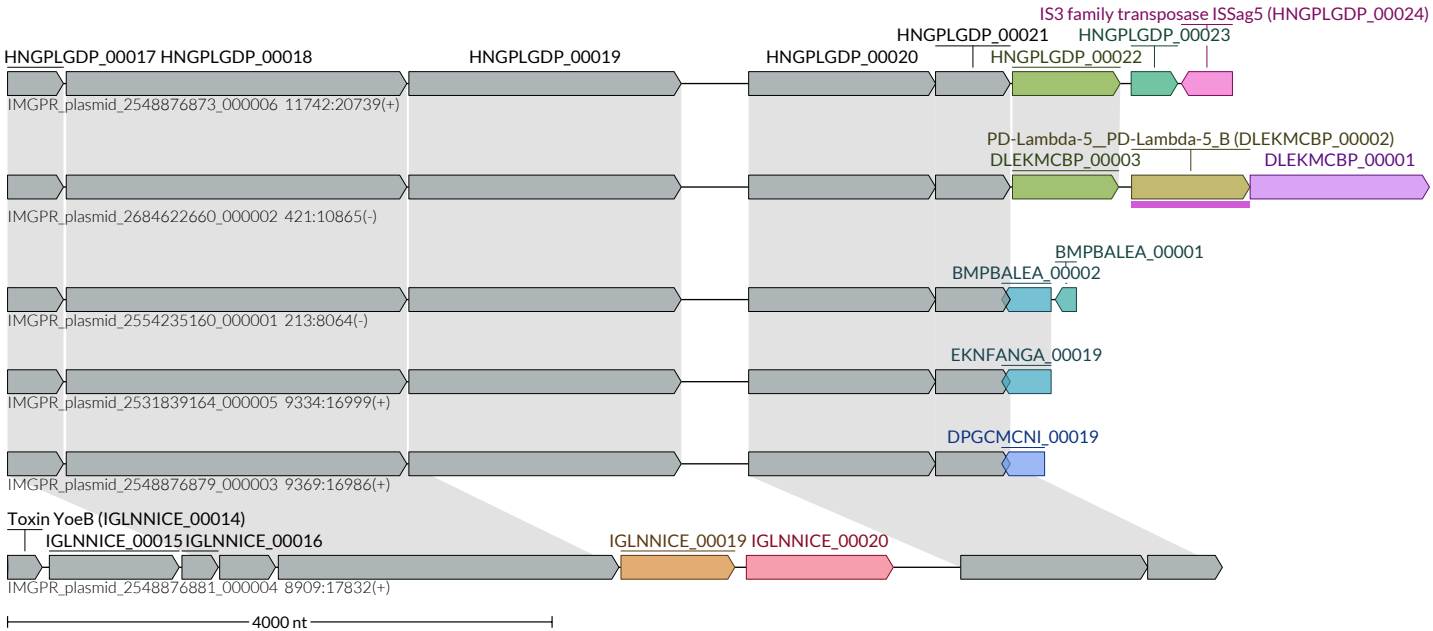 IS3 family transposase ISSag5 (HNGPLGDP_00024)
HNGPLGDP_00021 HNGPLGDP_00023
HNGPLGDP_00017 HNGPLGDP_00018 HNGPLGDP_00019 HNGPLGDP_00020 HNGPLGDP_00022
IMGPR_plasmid_2548876873_000006 11742:20739(+)
PD-Lambda-5__PD-Lambda-5_B (DLEKMCBP_00002)
DLEKMCBP_00003 DLEKMCBP_00001
IMGPR_plasmid_2684622660_000002 421:10865(-)
BMPBALEA_00001
BMPBALEA_00002
IMGPR_plasmid_2554235160_000001 213:8064(-)
EKNFANGA_00019
IMGPR_plasmid_2531839164_000005 9334:16999(+)
DPGCMCNI_00019
IMGPR_plasmid_2548876879_000003 9369:16986(+)
Toxin YoeB (IGLNNICE_00014)
IGLNNICE_00015 IGLNNICE_00016 IGLNNICE_00019 IGLNNICE_00020
IMGPR_plasmid_2548876881_000004 8909:17832(+)
4000 nt